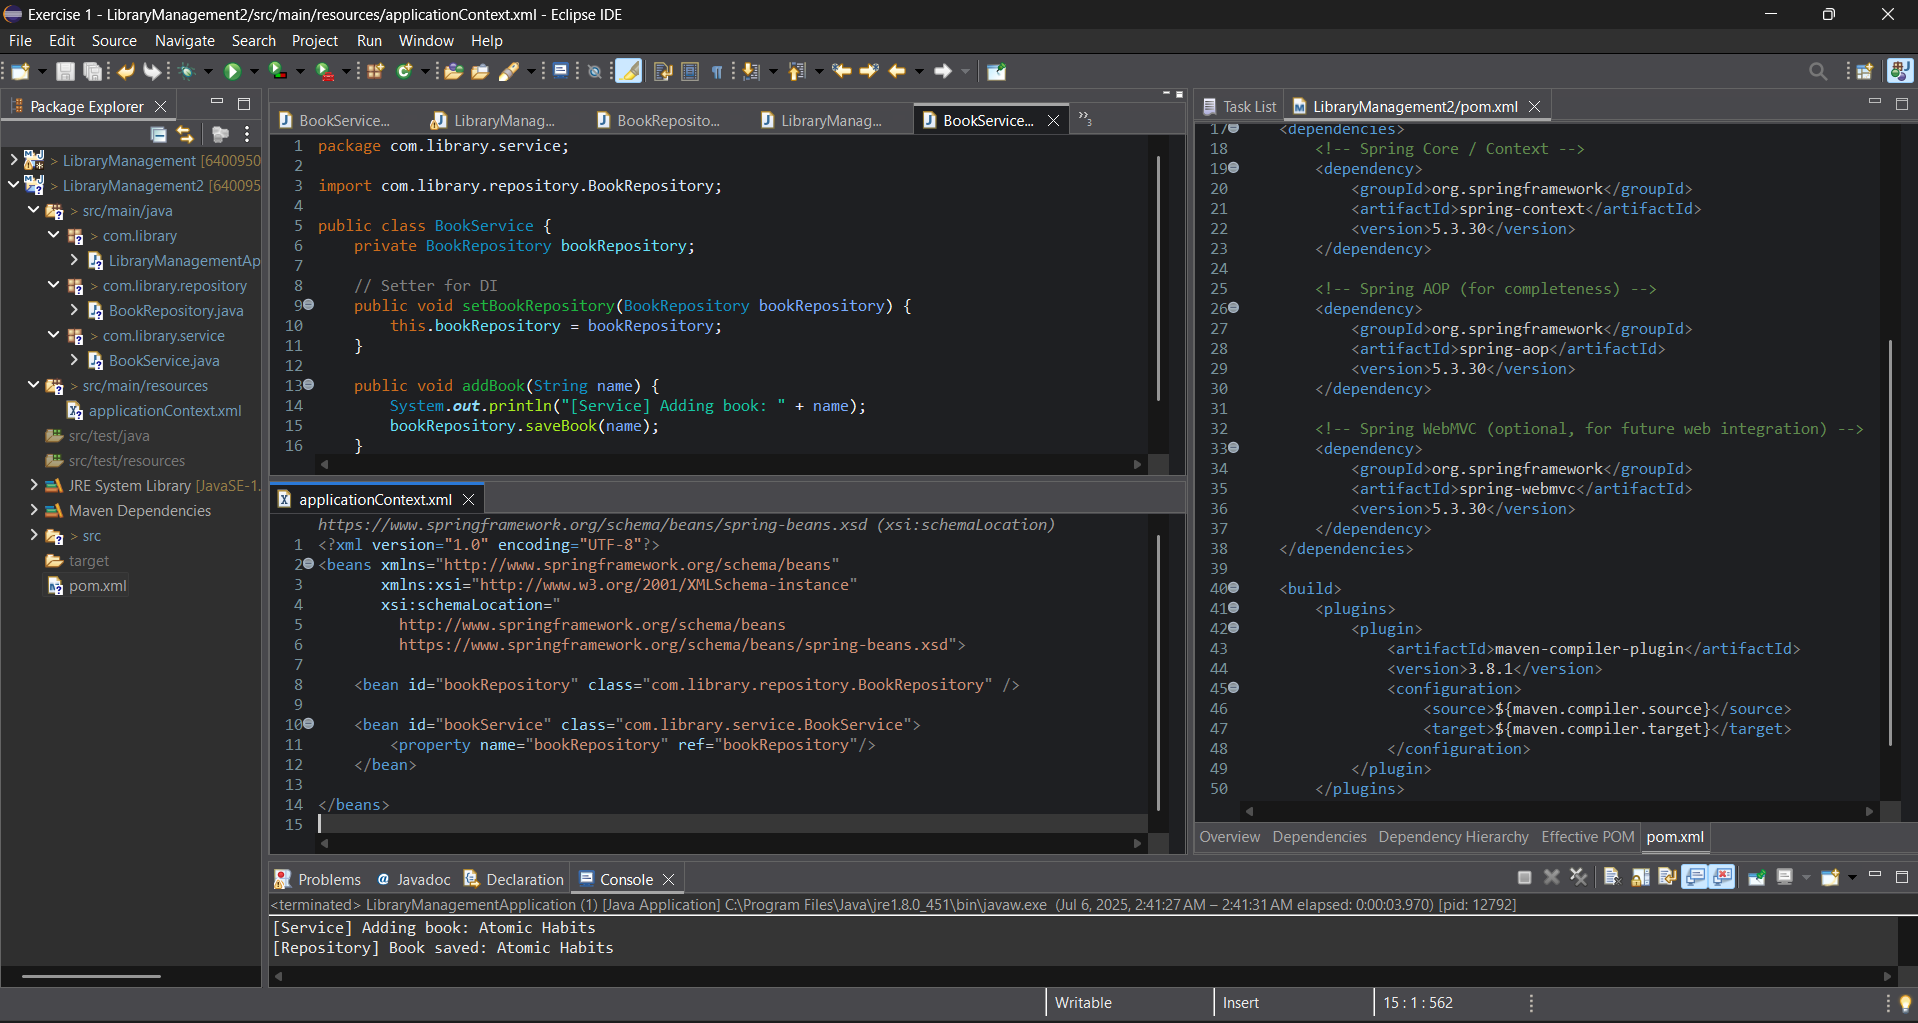 Exercise 1 - LibraryManagement2/src/main/resources/applicationContext.xml - Eclipse IDE
File Edit Source Navigate Search Project Run Window Help
Package Explorer
> LibraryManagement [6400950
> LibraryManagement2 [640095
> src/main/java
> com.library
LibraryManagementAp
> com.library.repository
BookRepository.java
> com.library.service
BookService.java
> src/main/resources
applicationContext.xml
src/test/java
src/test/resources
JRE System Library [JavaSE-1.
Maven Dependencies
> src
target
pom.xml
BookService... LibraryManag... BookReposito... LibraryManag... BookService... »3
1 package com.library.service;
2
3 import com.library.repository.BookRepository;
4
5 public class BookService {
6     private BookRepository bookRepository;
7
8     // Setter for DI
9     public void setBookRepository(BookRepository bookRepository) {
10         this.bookRepository = bookRepository;
11     }
12
13     public void addBook(String name) {
14         System.out.println("[Service] Adding book: " + name);
15         bookRepository.saveBook(name);
16     }
applicationContext.xml
https://www.springframework.org/schema/beans/spring-beans.xsd (xsi:schemaLocation)
1 <?xml version="1.0" encoding="UTF-8"?>
2 <beans xmlns="http://www.springframework.org/schema/beans"
3        xmlns:xsi="http://www.w3.org/2001/XMLSchema-instance"
4        xsi:schemaLocation="
5          http://www.springframework.org/schema/beans
6          https://www.springframework.org/schema/beans/spring-beans.xsd">
7
8     <bean id="bookRepository" class="com.library.repository.BookRepository" />
9
10     <bean id="bookService" class="com.library.service.BookService">
11         <property name="bookRepository" ref="bookRepository"/>
12     </bean>
13
14 </beans>
15
Task List LibraryManagement2/pom.xml
17 <dependencies>
18     <!-- Spring Core / Context -->
19     <dependency>
20         <groupId>org.springframework</groupId>
21         <artifactId>spring-context</artifactId>
22         <version>5.3.30</version>
23     </dependency>
24
25     <!-- Spring AOP (for completeness) -->
26     <dependency>
27         <groupId>org.springframework</groupId>
28         <artifactId>spring-aop</artifactId>
29         <version>5.3.30</version>
30     </dependency>
31
32     <!-- Spring WebMVC (optional, for future web integration) -->
33     <dependency>
34         <groupId>org.springframework</groupId>
35         <artifactId>spring-webmvc</artifactId>
36         <version>5.3.30</version>
37     </dependency>
38 </dependencies>
39
40 <build>
41     <plugins>
42         <plugin>
43             <artifactId>maven-compiler-plugin</artifactId>
44             <version>3.8.1</version>
45             <configuration>
46                 <source>${maven.compiler.source}</source>
47                 <target>${maven.compiler.target}</target>
48             </configuration>
49         </plugin>
50     </plugins>
Overview Dependencies Dependency Hierarchy Effective POM pom.xml
Problems Javadoc Declaration Console
<terminated> LibraryManagementApplication (1) [Java Application] C:\Program Files\Java\jre1.8.0_451\bin\javaw.exe (Jul 6, 2025, 2:41:27 AM – 2:41:31 AM elapsed: 0:00:03.970) [pid: 12792]
[Service] Adding book: Atomic Habits
[Repository] Book saved: Atomic Habits
Writable Insert 15 : 1 : 562